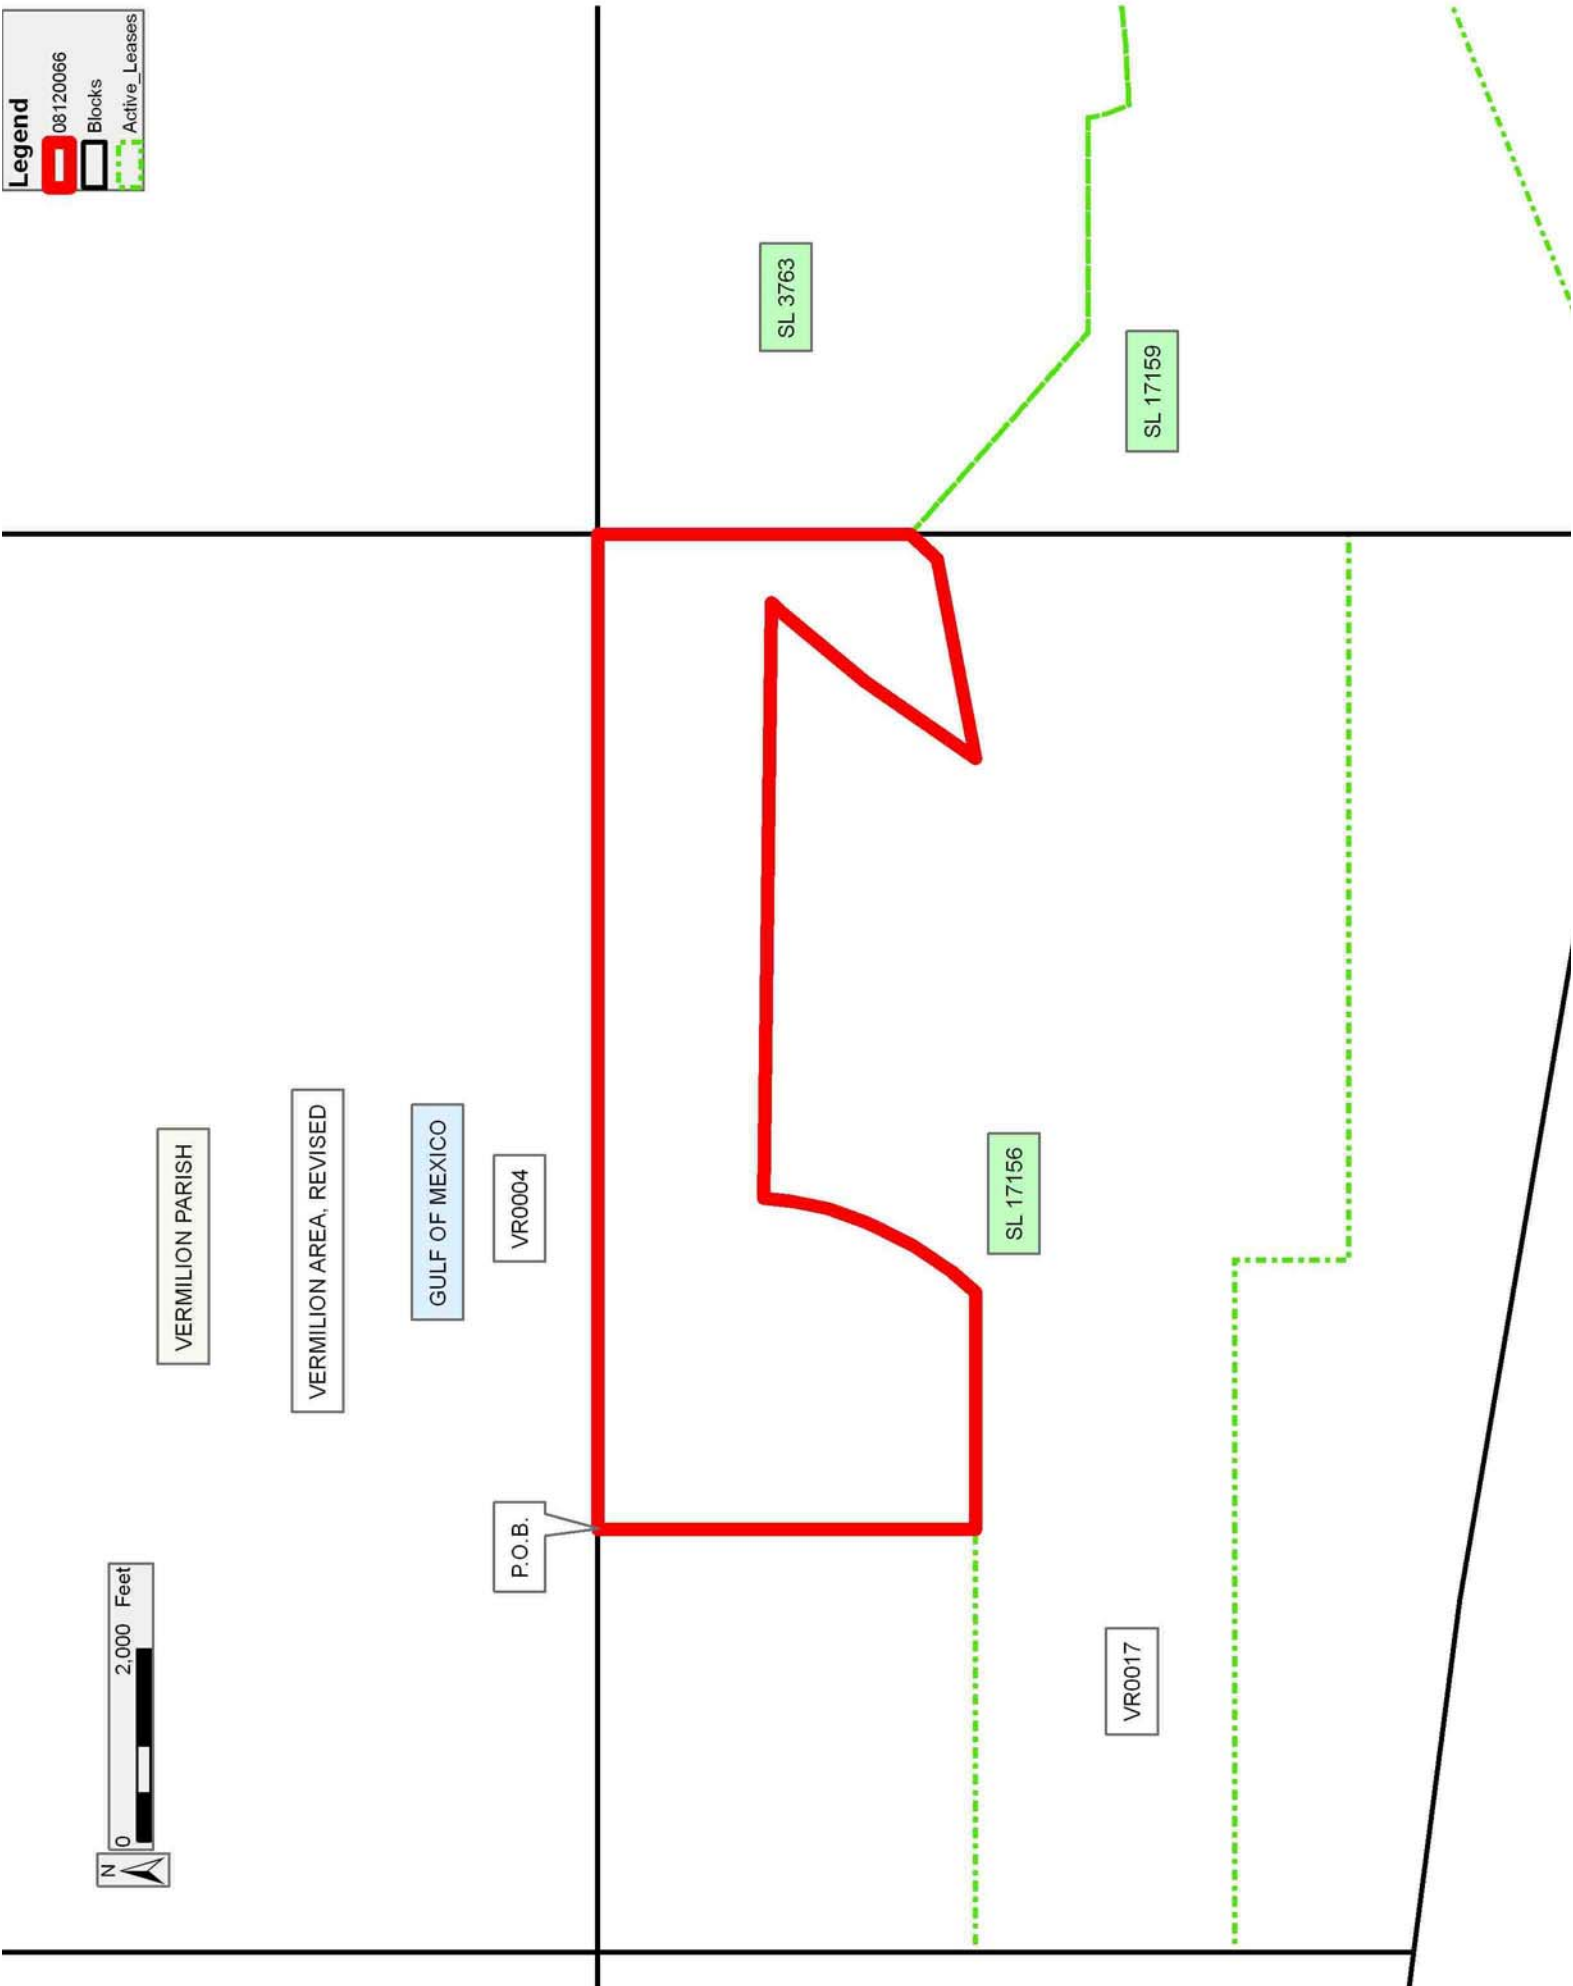 Legend
08120066
Blocks
Active_Leases
N
0 2,000 Feet
VERMILION PARISH
VERMILION AREA, REVISED
GULF OF MEXICO
P.O.B.
VR0004
SL 3763
SL 17156
SL 17159
VR0017